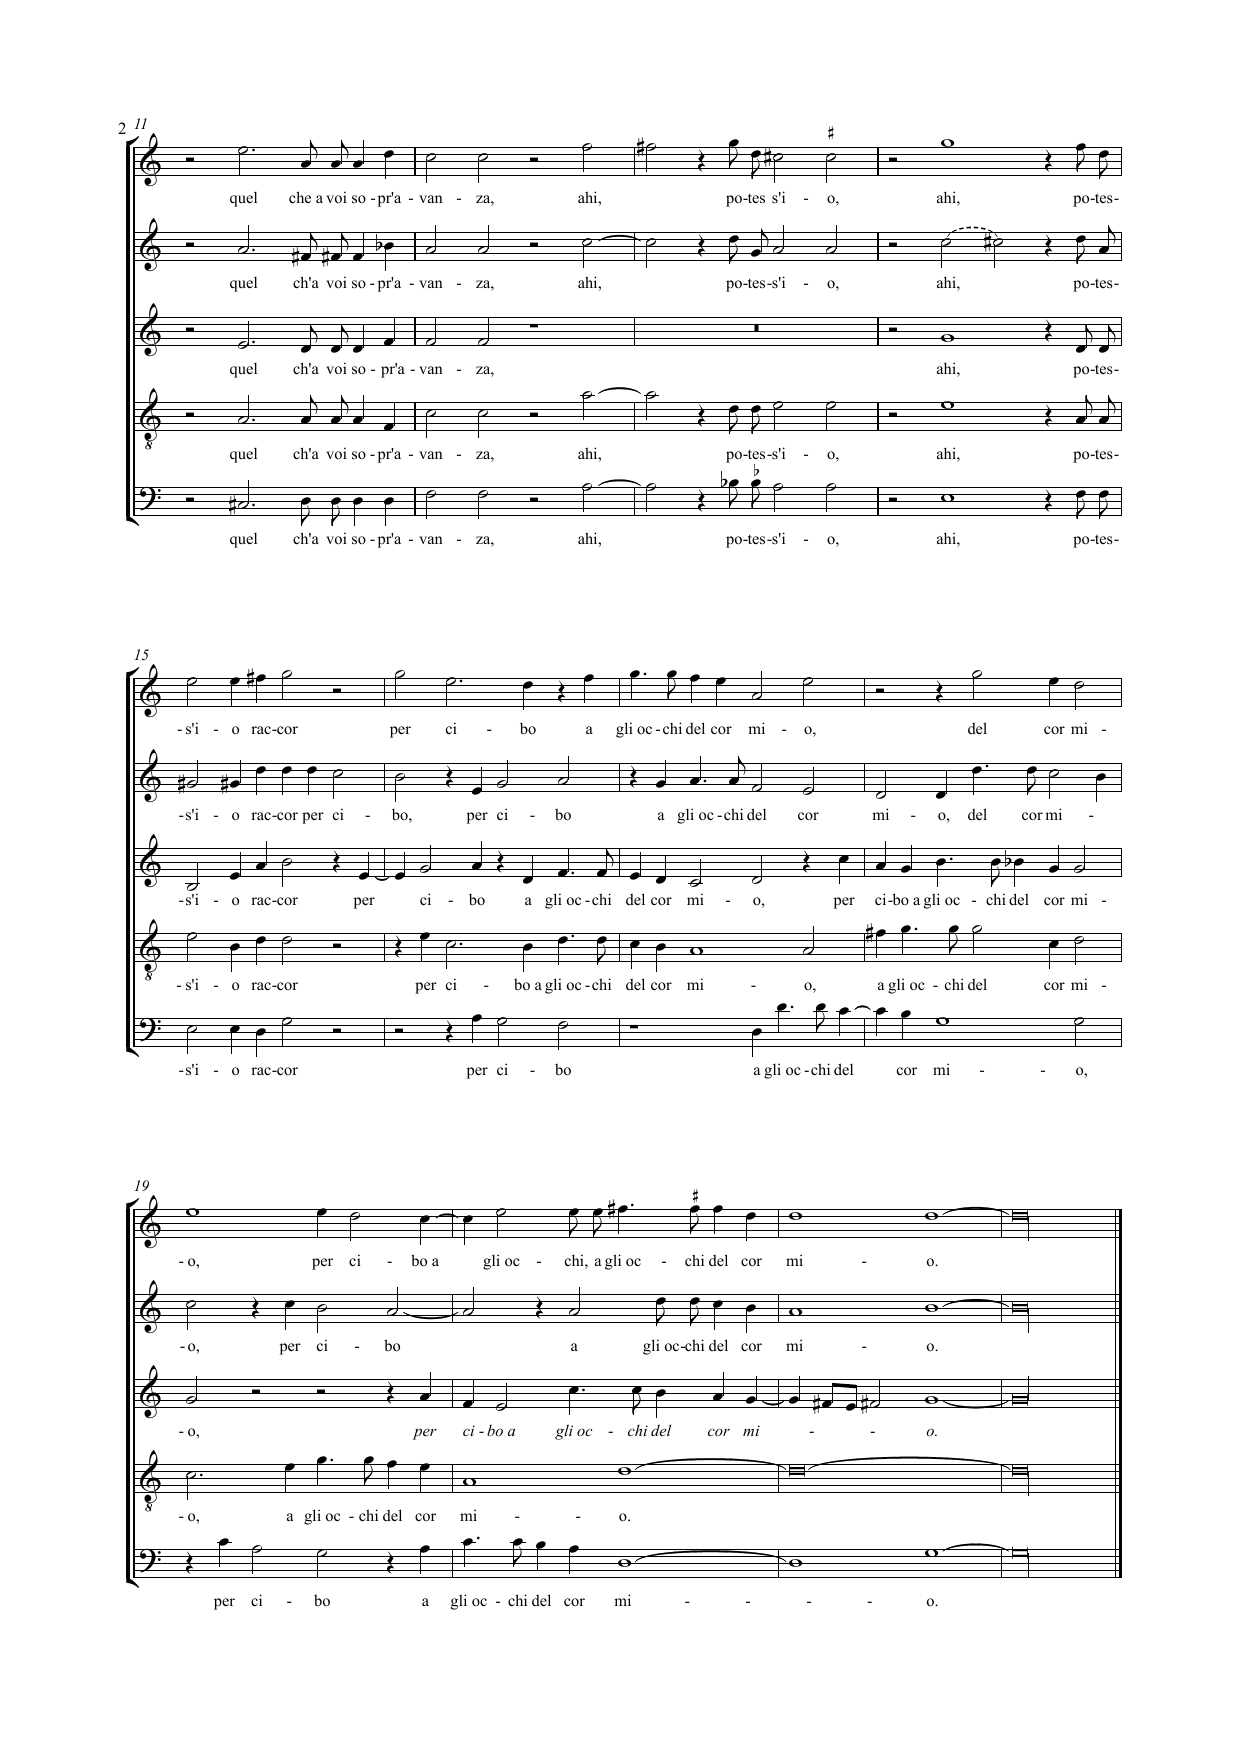 2 11
quel che a voi so - pr'a - van - za, ahi, po-tes s'i - o, ahi, po-tes-
quel ch'a voi so - pr'a - van - za, ahi, po-tes-s'i - o, ahi, po-tes-
quel ch'a voi so - pr'a - van - za, ahi, po-tes-
8
quel ch'a voi so - pr'a - van - za, ahi, po-tes-s'i - o, ahi, po-tes-
quel ch'a voi so - pr'a - van - za, ahi, po-tes-s'i - o, ahi, po-tes-
15
- s'i - o rac-cor per ci - bo a gli oc - chi del cor mi - o, del cor mi -
-s'i - o rac-cor per ci - bo, per ci - bo a gli oc - chi del cor mi - o, del cor mi -
-s'i - o rac-cor per ci - bo a gli oc - chi del cor mi - o, per ci-bo a gli oc - chi del cor mi -
8
- s'i - o rac-cor per ci - bo a gli oc - chi del cor mi - o, a gli oc - chi del cor mi -
-s'i - o rac-cor per ci - bo a gli oc - chi del cor mi - - o,
19
- o, per ci - bo a gli oc - chi, a gli oc - chi del cor mi - o.
- o, per ci - bo a gli oc-chi del cor mi - o.
- o, per ci - bo a gli oc - chi del cor mi - - o.
8
- o, a gli oc - chi del cor mi - - o.
per ci - bo a gli oc - chi del cor mi - - - - o.